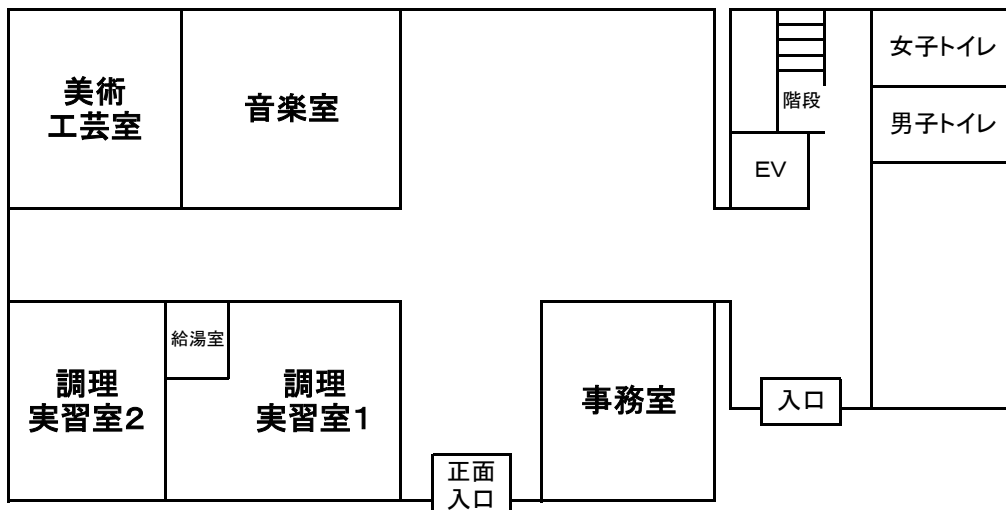 美術
工芸室
音楽室
階段
女子トイレ
男子トイレ
EV
給湯室
調理
実習室2
調理
実習室1
事務室
入口
正面
入口